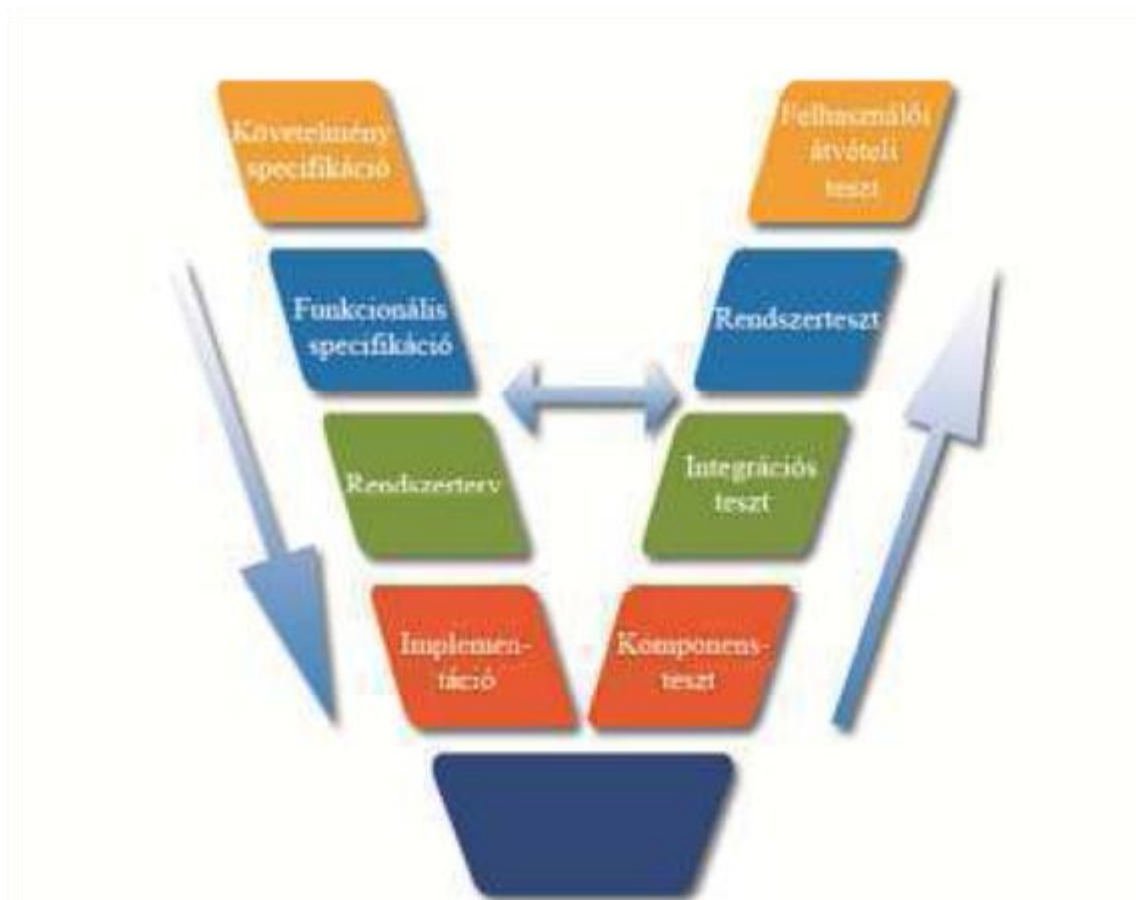 Követelmény
specifikáció
Felhasználói
átvételi
teszt
Funkcionális
specifikáció
Rendszerteszt
Rendszerterv
Integrációs
teszt
Implemen-
táció
Komponens-
teszt